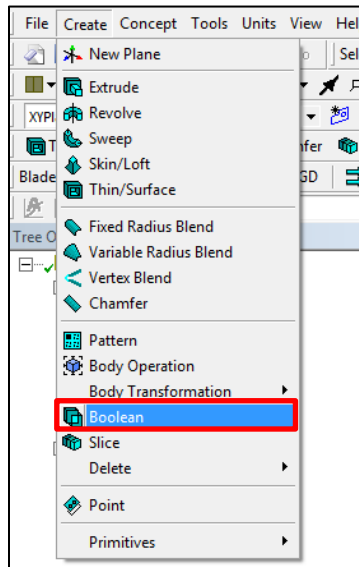 File Create Concept Tools Units View Hel
New Plane
Sel
Extrude
XYPl
Revolve
Sweep
Skin/Loft
Blade
GD
Thin/Surface
Tree O
Fixed Radius Blend
Variable Radius Blend
Vertex Blend
Chamfer
Pattern
Body Operation
Body Transformation
Boolean
Slice
Delete
Point
Primitives